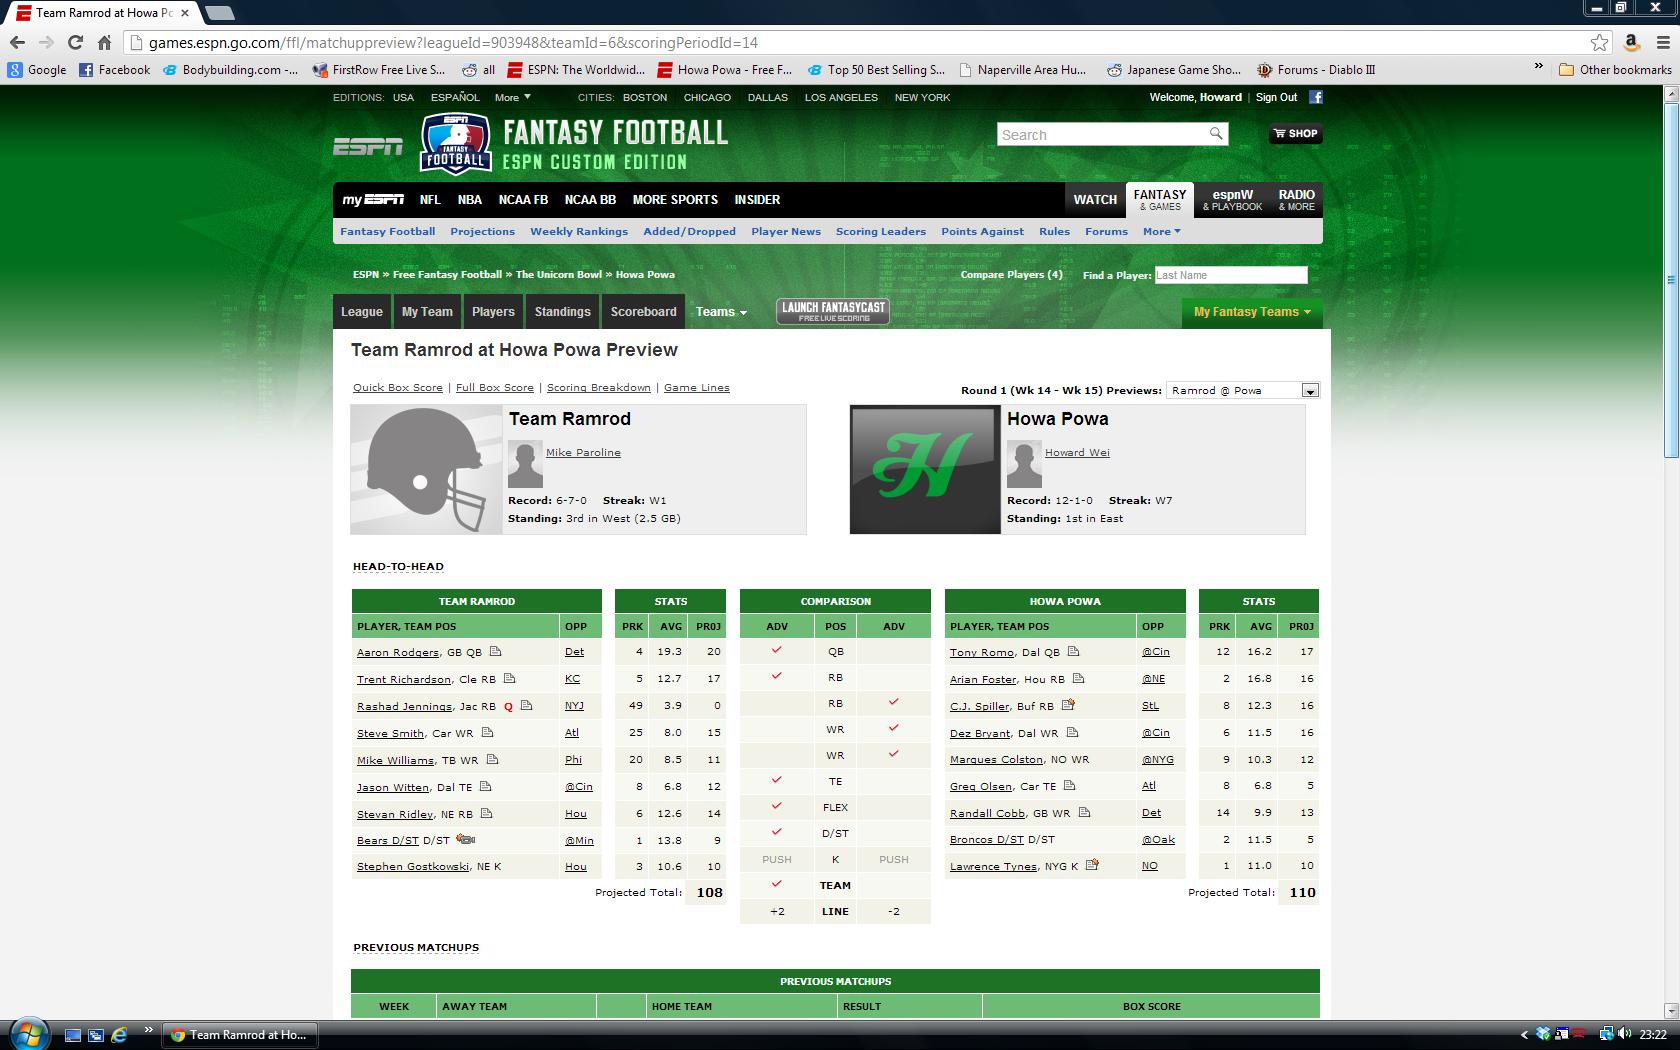 Team Ramrod at Howa Po
games.espn.go.com/ffl/matchuppreview?leagueId=903948&teamId=6&scoringPeriodId=14
Google Facebook Bodybuilding.com -... FirstRow Free Live S... all ESPN: The Worldwid... Howa Powa - Free F... Top 50 Best Selling S... Naperville Area Hu... Japanese Game Sho... Forums - Diablo III » Other bookmarks
EDITIONS: USA ESPAÑOL More CITIES: BOSTON CHICAGO DALLAS LOS ANGELES NEW YORK Welcome, Howard | Sign Out
ESPN ESPN FANTASY FOOTBALL FANTASY FOOTBALL
ESPN CUSTOM EDITION
Search SHOP
my ESPN NFL NBA NCAA FB NCAA BB MORE SPORTS INSIDER WATCH FANTASY & GAMES espnW & PLAYBOOK RADIO & MORE
Fantasy Football Projections Weekly Rankings Added/Dropped Player News Scoring Leaders Points Against Rules Forums More
ESPN » Free Fantasy Football » The Unicorn Bowl » Howa Powa Compare Players (4) Find a Player: Last Name
League My Team Players Standings Scoreboard Teams LAUNCH FANTASYCAST FREE LIVE SCORING My Fantasy Teams
Team Ramrod at Howa Powa Preview
Quick Box Score | Full Box Score | Scoring Breakdown | Game Lines Round 1 (Wk 14 - Wk 15) Previews: Ramrod @ Powa
Team Ramrod
Mike Paroline
Record: 6-7-0 Streak: W1
Standing: 3rd in West (2.5 GB)
H
Howa Powa
Howard Wei
Record: 12-1-0 Streak: W7
Standing: 1st in East
HEAD-TO-HEAD
TEAM RAMROD STATS COMPARISON HOWA POWA STATS
PLAYER, TEAM POS OPP PRK AVG PROJ ADV POS ADV PLAYER, TEAM POS OPP PRK AVG PROJ
Aaron Rodgers, GB QB Det 4 19.3 20 QB Tony Romo, Dal QB @Cin 12 16.2 17
Trent Richardson, Cle RB KC 5 12.7 17 RB Arian Foster, Hou RB @NE 2 16.8 16
Rashad Jennings, Jac RB Q NYJ 49 3.9 0 RB C.J. Spiller, Buf RB StL 8 12.3 16
Steve Smith, Car WR Atl 25 8.0 15 WR Dez Bryant, Dal WR @Cin 6 11.5 16
Mike Williams, TB WR Phi 20 8.5 11 WR Marques Colston, NO WR @NYG 9 10.3 12
Jason Witten, Dal TE @Cin 8 6.8 12 TE Greg Olsen, Car TE Atl 8 6.8 5
Stevan Ridley, NE RB Hou 6 12.6 14 FLEX Randall Cobb, GB WR Det 14 9.9 13
Bears D/ST D/ST @Min 1 13.8 9 D/ST Broncos D/ST D/ST @Oak 2 11.5 5
Stephen Gostkowski, NE K Hou 3 10.6 10 PUSH K PUSH Lawrence Tynes, NYG K NO 1 11.0 10
Projected Total: 108 TEAM Projected Total: 110
+2 LINE -2
PREVIOUS MATCHUPS
PREVIOUS MATCHUPS
WEEK AWAY TEAM HOME TEAM RESULT BOX SCORE
» Team Ramrod at Ho... 23:22